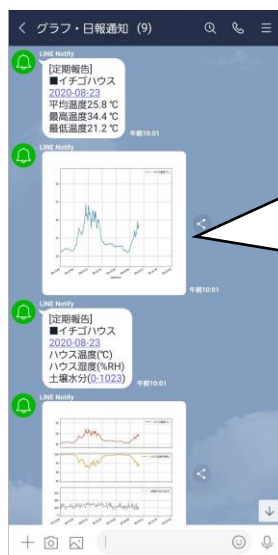 グラフ・日報通知 (9)
LINE Notify
[定期報告]
■イチゴハウス
2020-08-23
平均温度25.8 ℃
最高温度34.4 ℃
最低温度21.2 ℃
午前10:01
LINE Notify
午前10:01
LINE Notify
[定期報告]
■イチゴハウス
2020-08-23
ハウス温度(℃)
ハウス湿度(%RH)
土壌水分(0-1023)
午前10:01
LINE Notify